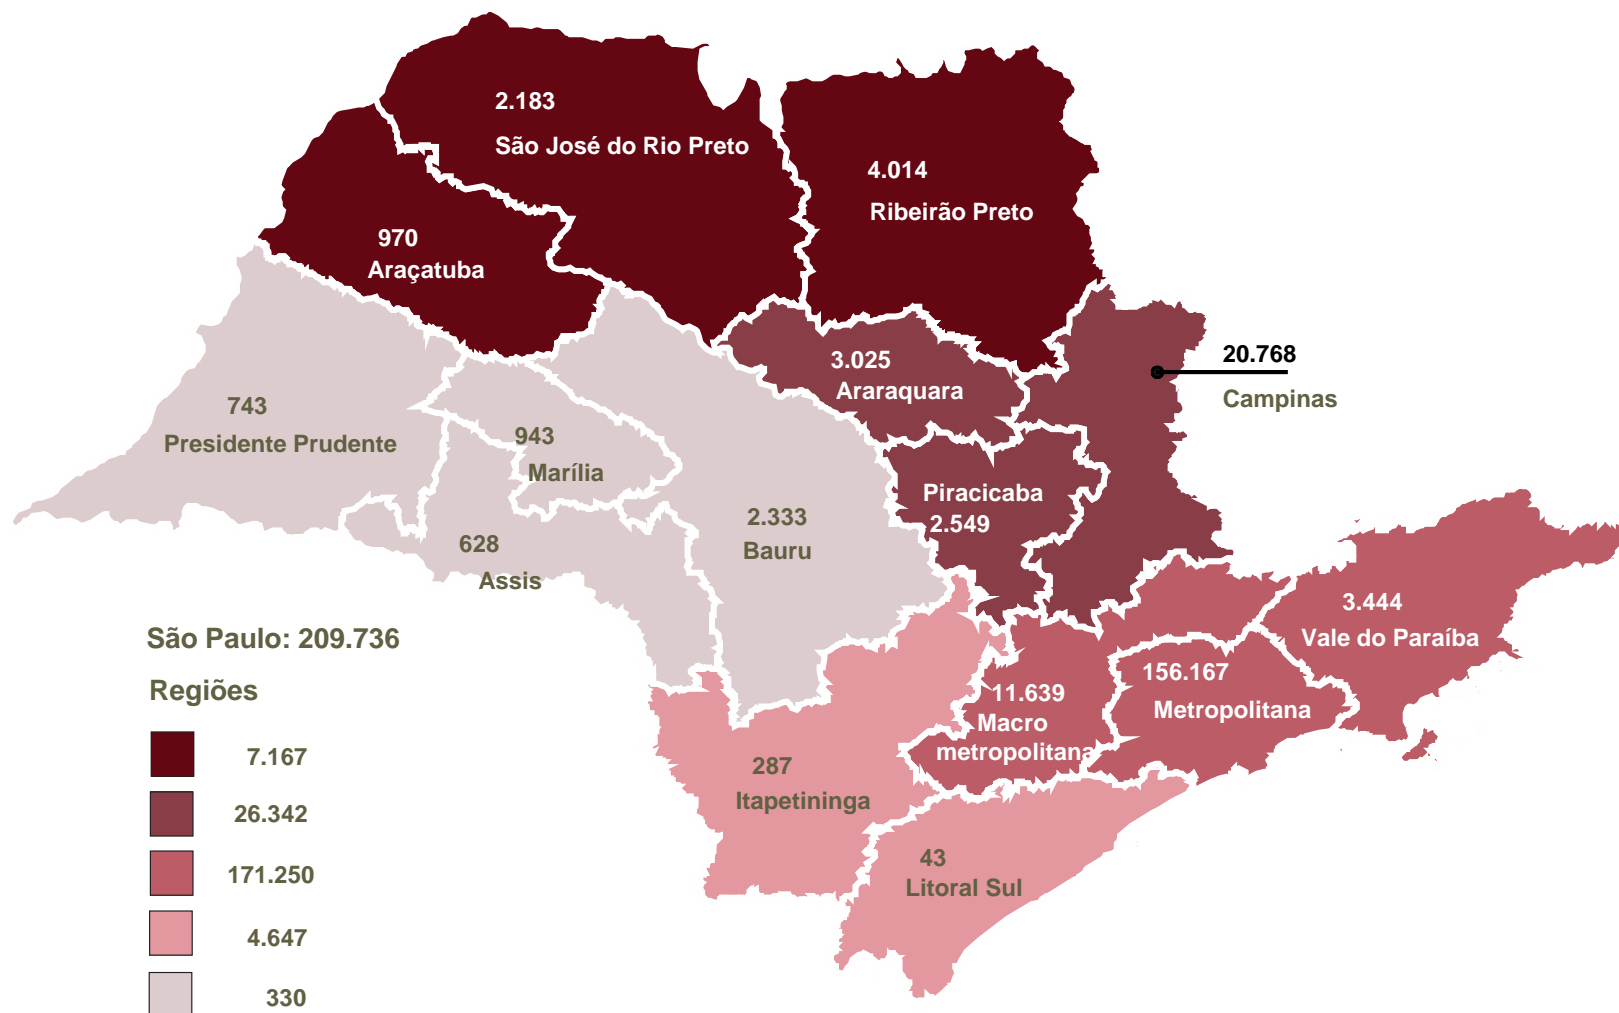 2.183
São José do Rio Preto
4.014
Ribeirão Preto
970
Araçatuba
3.025
Araraquara
20.768
Campinas
743
Presidente Prudente
943
Marília
Piracicaba
2.549
2.333
Bauru
628
Assis
3.444
Vale do Paraíba
156.167
Metropolitana
11.639
Macro
metropolitana
287
Itapetininga
43
Litoral Sul
São Paulo: 209.736
Regiões
7.167
26.342
171.250
4.647
330